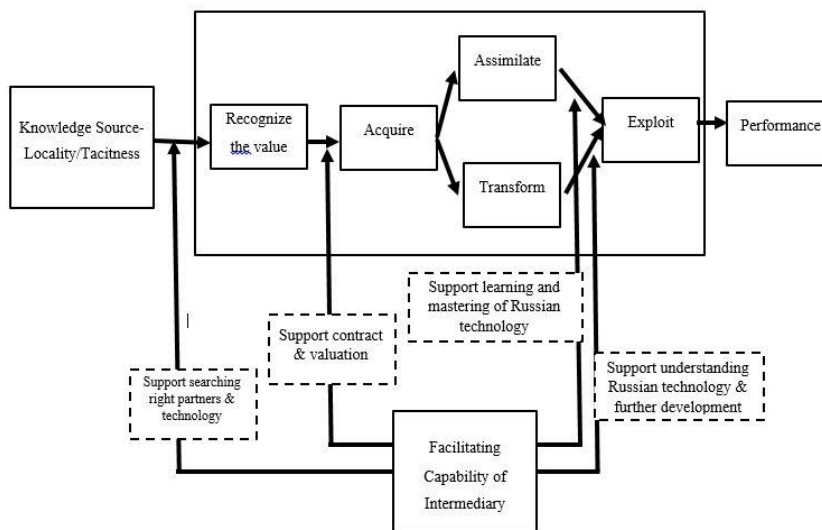 Knowledge Source-
Locality/Tacitness
Recognize
the value
Acquire
Assimilate
Transform
Exploit
Performance
Support searching
right partners &
technology
Support contract
& valuation
Support learning and
mastering of Russian
technology
Support understanding
Russian technology &
further development
Facilitating
Capability of
Intermediary